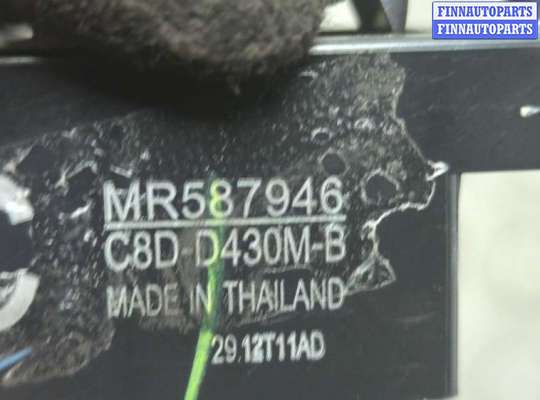 FINNAUTOPARTS
FINNAUTOPARTS
MR587946
C8D-D430M-B
MADE IN THAILAND
29.12T11AD